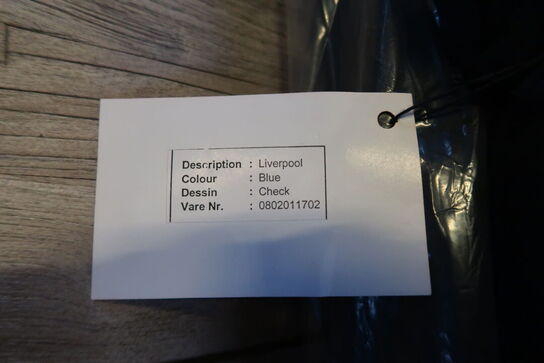 Description : Liverpool
Colour : Blue
Dessin : Check
Vare Nr. : 0802011702